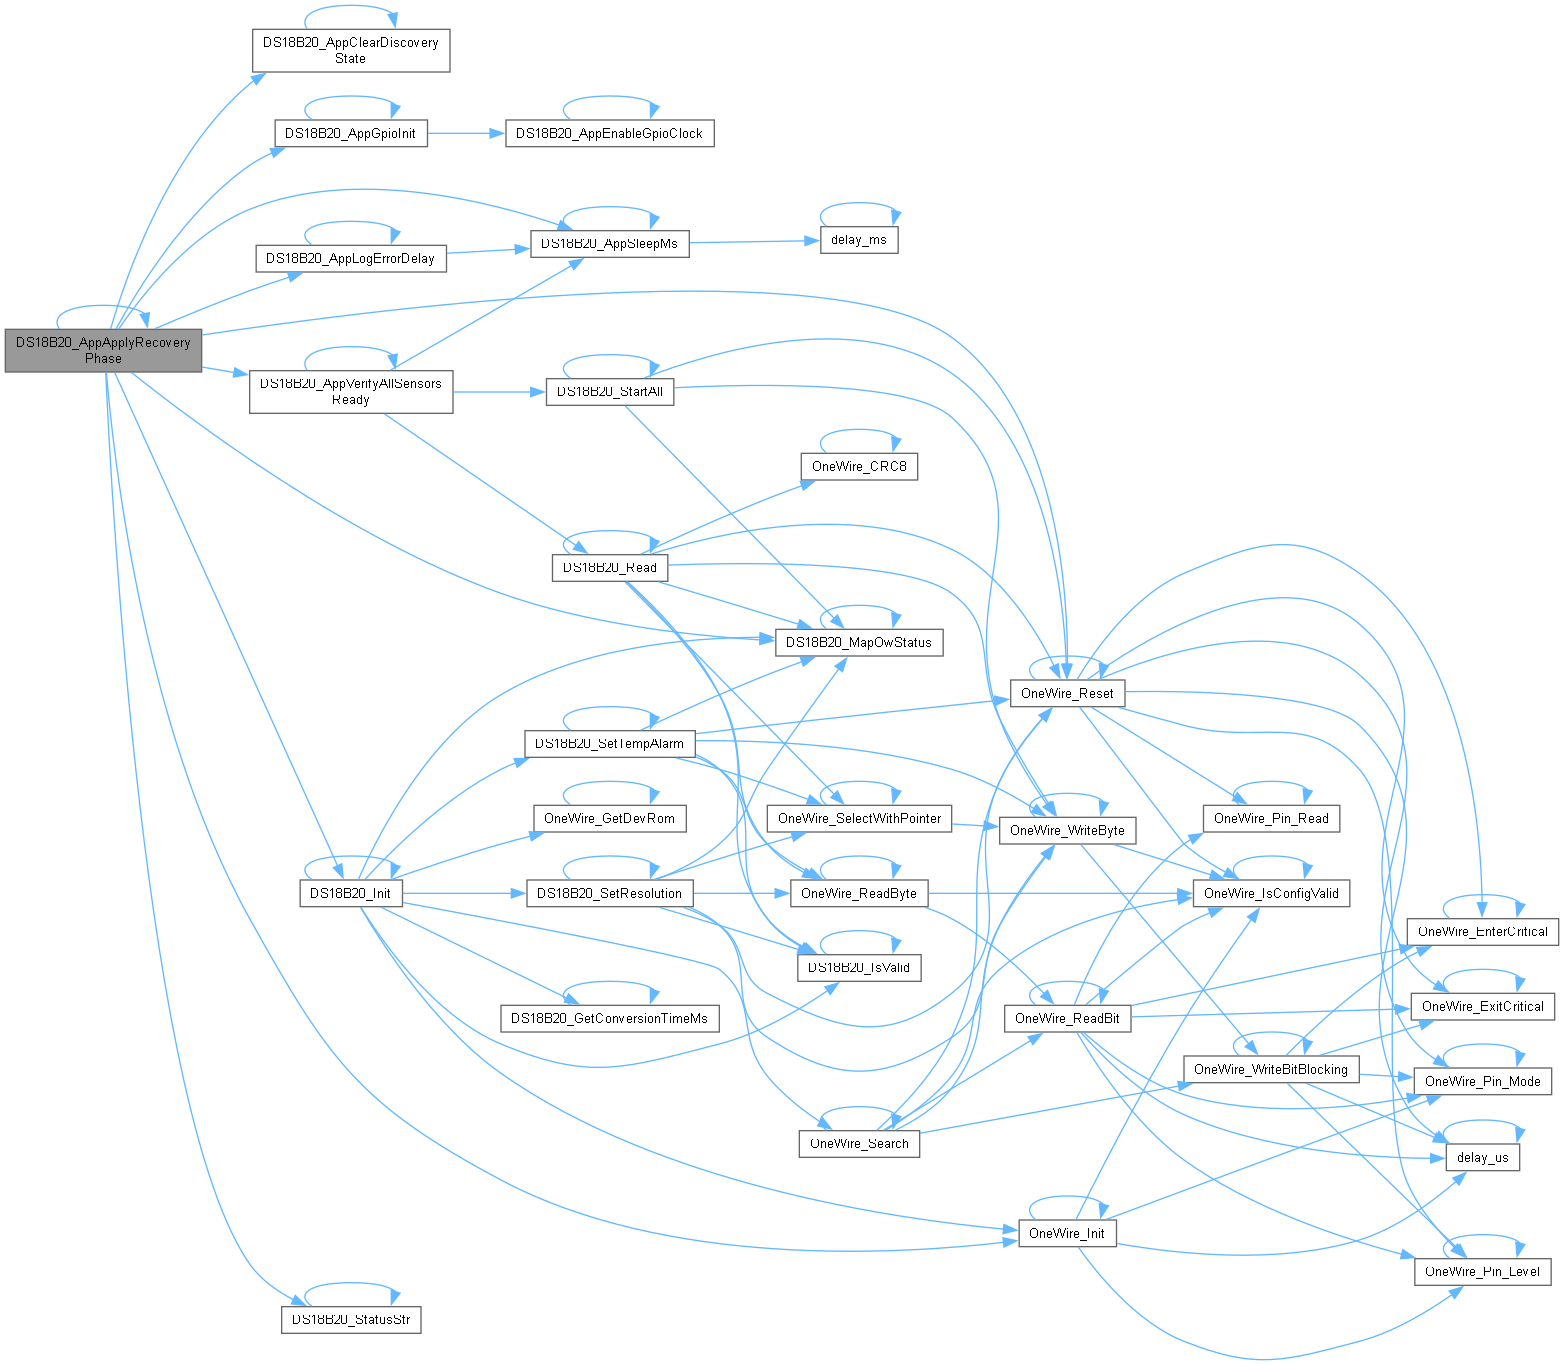 DS18B20_AppClearDiscovery
State
DS18B20_AppGpioInit
DS18B20_AppEnableGpioClock
DS18B20_AppSleepMs
delay_ms
DS18B20_AppLogErrorDelay
DS18B20_AppApplyRecovery
Phase
DS18B20_AppVerifyAllSensors
Ready
DS18B20_StartAll
OneWire_CRC8
DS18B20_Read
DS18B20_MapOwStatus
OneWire_Reset
DS18B20_SetTempAlarm
OneWire_GetDevRom
OneWire_SelectWithPointer
OneWire_WriteByte
OneWire_Pin_Read
DS18B20_Init
DS18B20_SetResolution
OneWire_ReadByte
OneWire_IsConfigValid
OneWire_EnterCritical
DS18B20_IsValid
DS18B20_GetConversionTimeMs
OneWire_ReadBit
OneWire_ExitCritical
OneWire_WriteBitBlocking
OneWire_Pin_Mode
OneWire_Search
delay_us
OneWire_Init
OneWire_Pin_Level
DS18B20_StatusStr